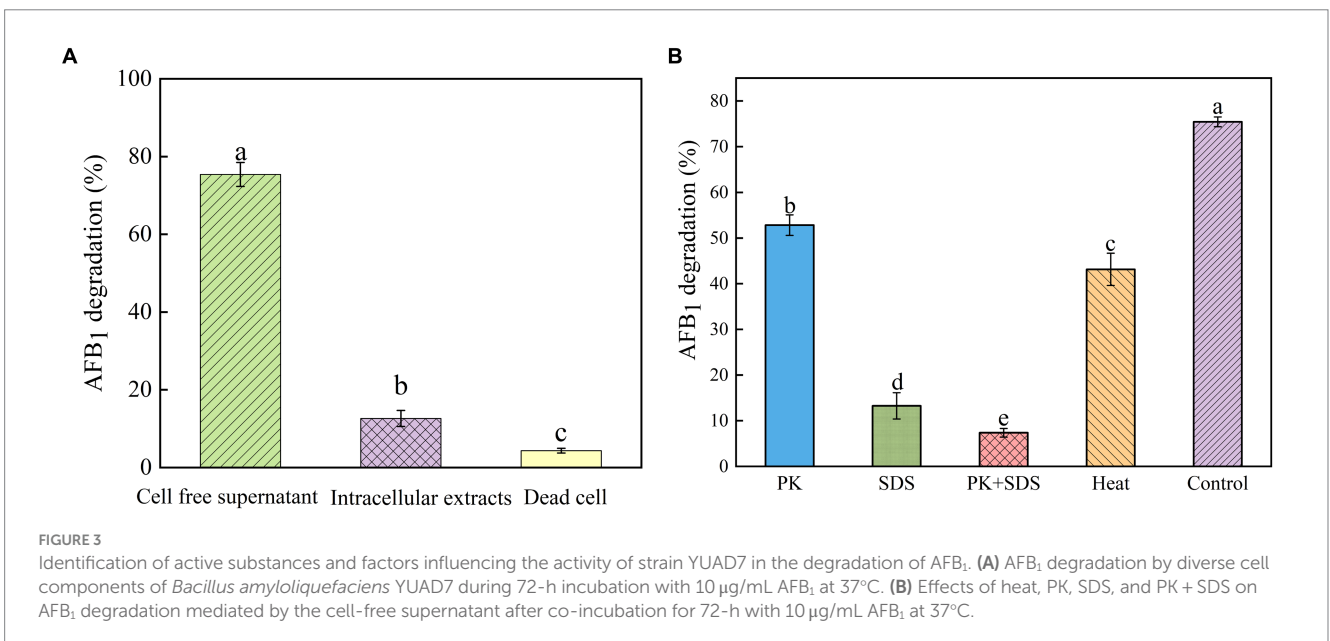 A
100
80
60
40
20
0
AFB₁ degradation (%)
a
b
c
Cell free supernatant Intracellular extracts Dead cell
B
80
70
60
50
40
30
20
10
0
AFB₁ degradation (%)
b
d
e
c
a
PK SDS PK+SDS Heat Control
FIGURE 3
Identification of active substances and factors influencing the activity of strain YUAD7 in the degradation of AFB₁. (A) AFB₁ degradation by diverse cell
components of Bacillus amyloliquefaciens YUAD7 during 72-h incubation with 10 μg/mL AFB₁ at 37°C. (B) Effects of heat, PK, SDS, and PK + SDS on
AFB₁ degradation mediated by the cell-free supernatant after co-incubation for 72-h with 10 μg/mL AFB₁ at 37°C.